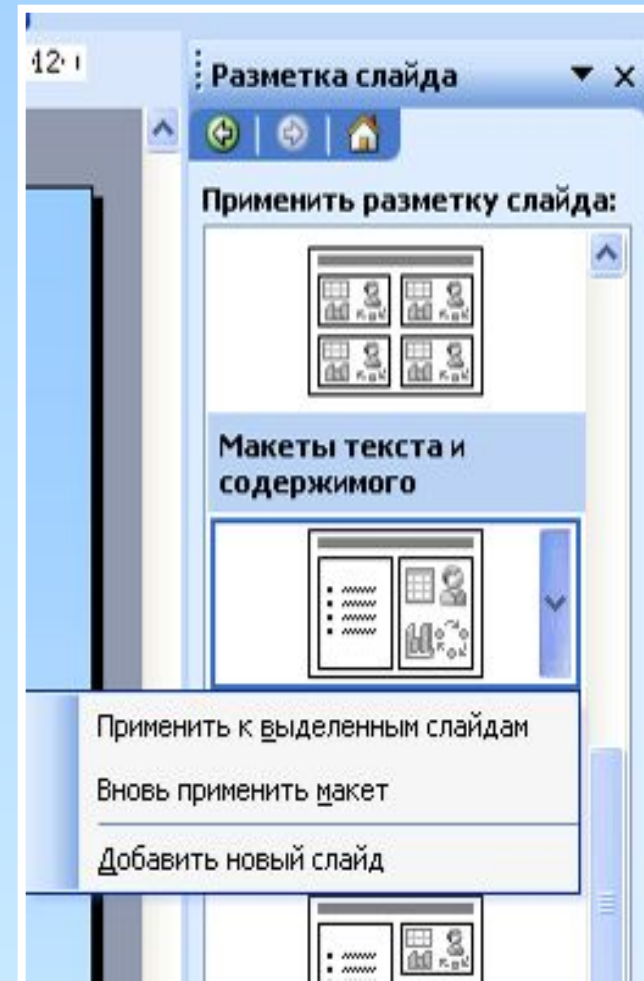 12
Разметка слайда
Применить разметку слайда:
Макеты текста и
содержимого
Применить к выделенным слайдам
Вновь применить макет
Добавить новый слайд